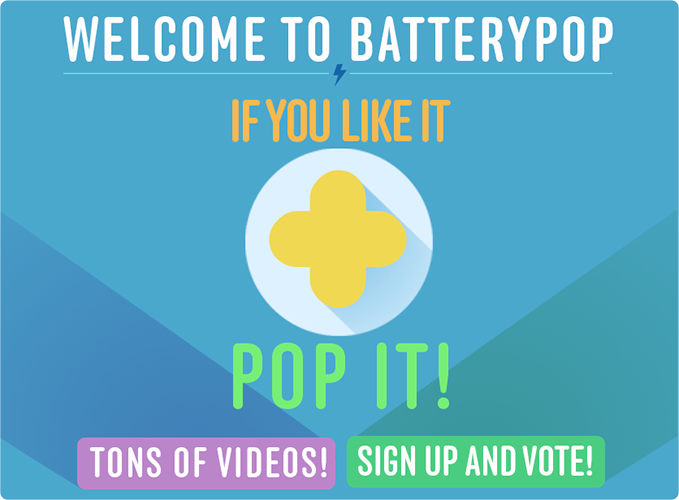 WELCOME TO BATTERYPOP
IF YOU LIKE IT
POP IT!
TONS OF VIDEOS!
SIGN UP AND VOTE!